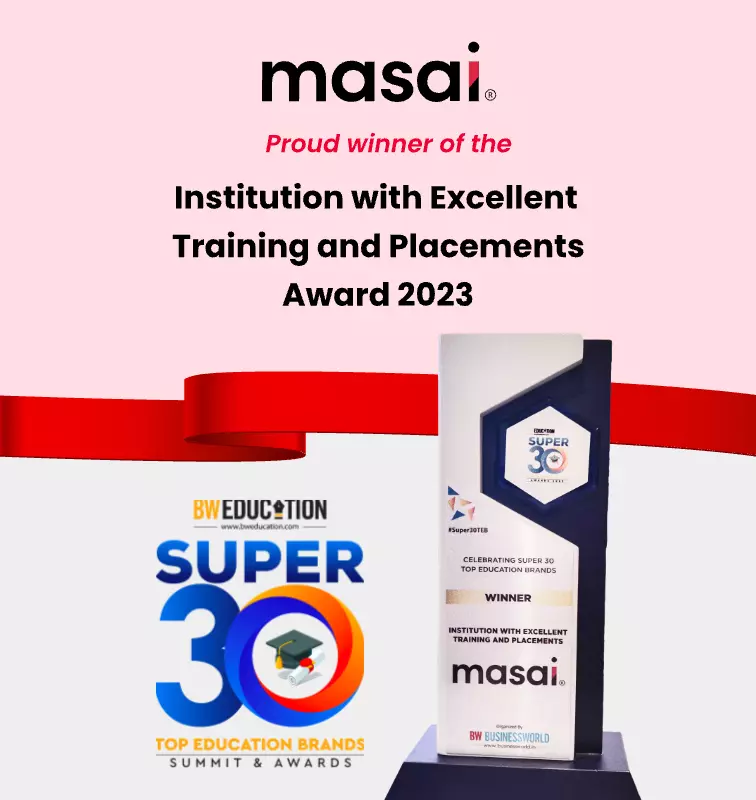 masai®
Proud winner of the
Institution with Excellent
Training and Placements
Award 2023
BW EDUCATION
www.bweducation.com
SUPER
30
TOP EDUCATION BRANDS
SUMMIT & AWARDS
EDUCATION
SUPER
30
#Super30TEB
CELEBRATING SUPER 30
TOP EDUCATION BRANDS
WINNER
INSTITUTION WITH EXCELLENT
TRAINING AND PLACEMENTS
masai®
Organized By
BW BUSINESSWORLD